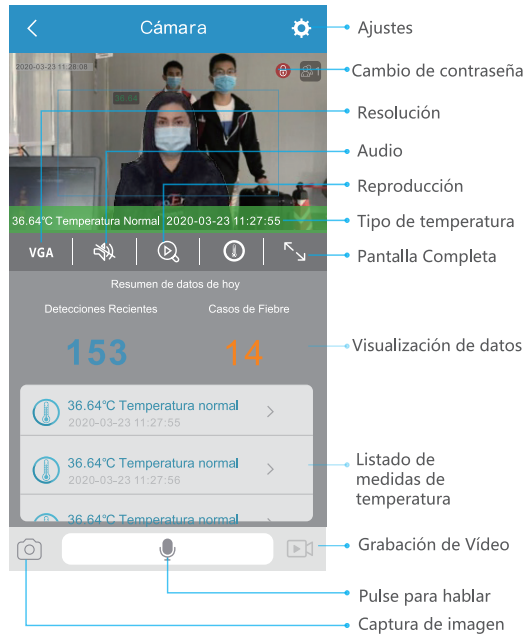 Cámara
Ajustes
2020-03-23 11:28:08
1
Cambio de contraseña
36.64
Resolución
Audio
Reproducción
36.64℃ Temperatura Normal 2020-03-23 11:27:55
Tipo de temperatura
VGA
Pantalla Completa
Resumen de datos de hoy
Detecciones Recientes
Casos de Fiebre
153
14
Visualización de datos
36.64℃ Temperatura normal
2020-03-23 11:27:55
36.64℃ Temperatura normal
2020-03-23 11:27:56
Listado de
medidas de
temperatura
36.64℃ Temperatura normal
Grabación de Vídeo
Pulse para hablar
Captura de imagen